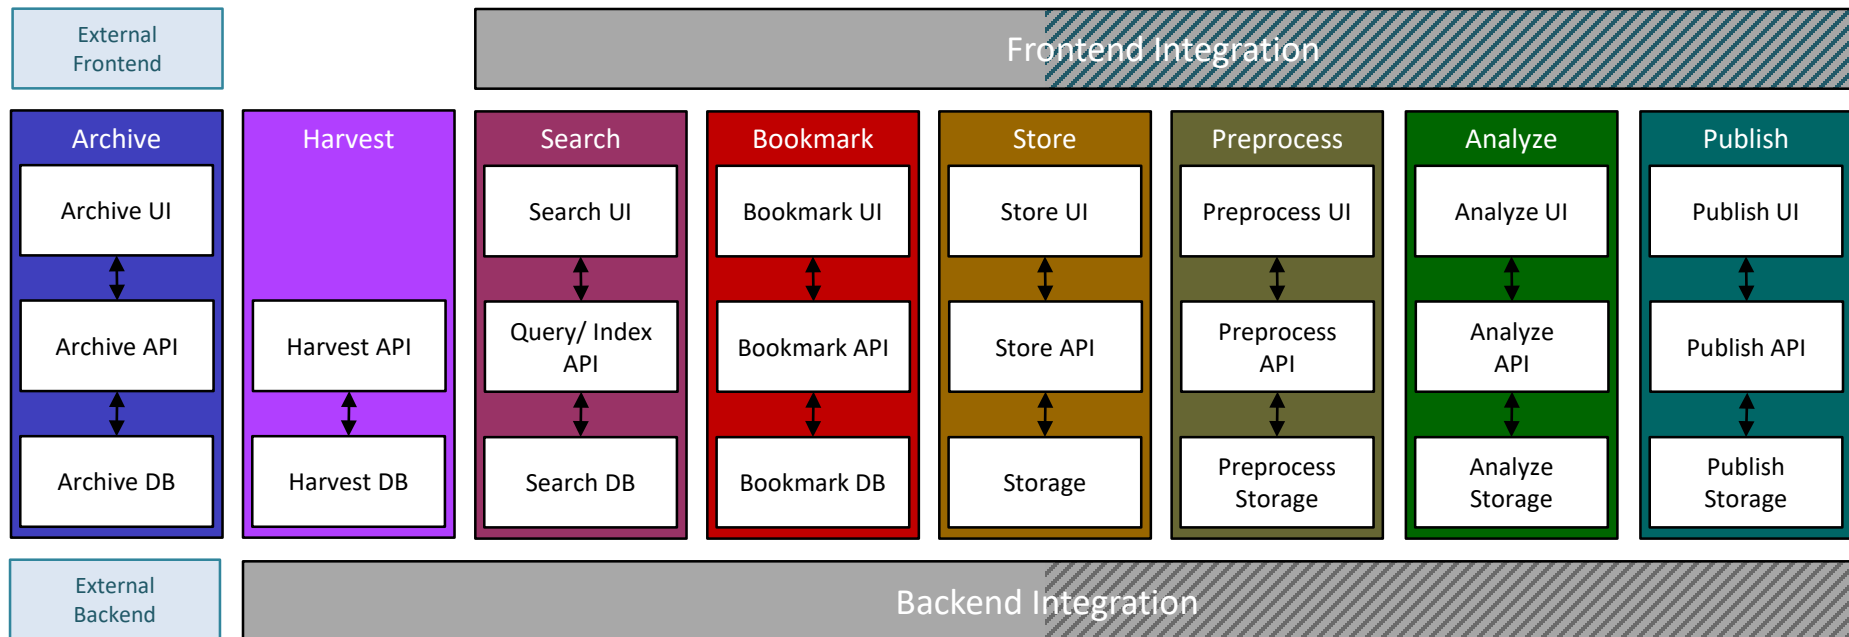 External
Frontend
Frontend Integration
Archive
Harvest
Search
Bookmark
Store
Preprocess
Analyze
Publish
Archive UI
Search UI
Bookmark UI
Store UI
Preprocess UI
Analyze UI
Publish UI
Archive API
Harvest API
Query/ Index
API
Bookmark API
Store API
Preprocess
API
Analyze
API
Publish API
Archive DB
Harvest DB
Search DB
Bookmark DB
Storage
Preprocess
Storage
Analyze
Storage
Publish
Storage
External
Backend
Backend Integration